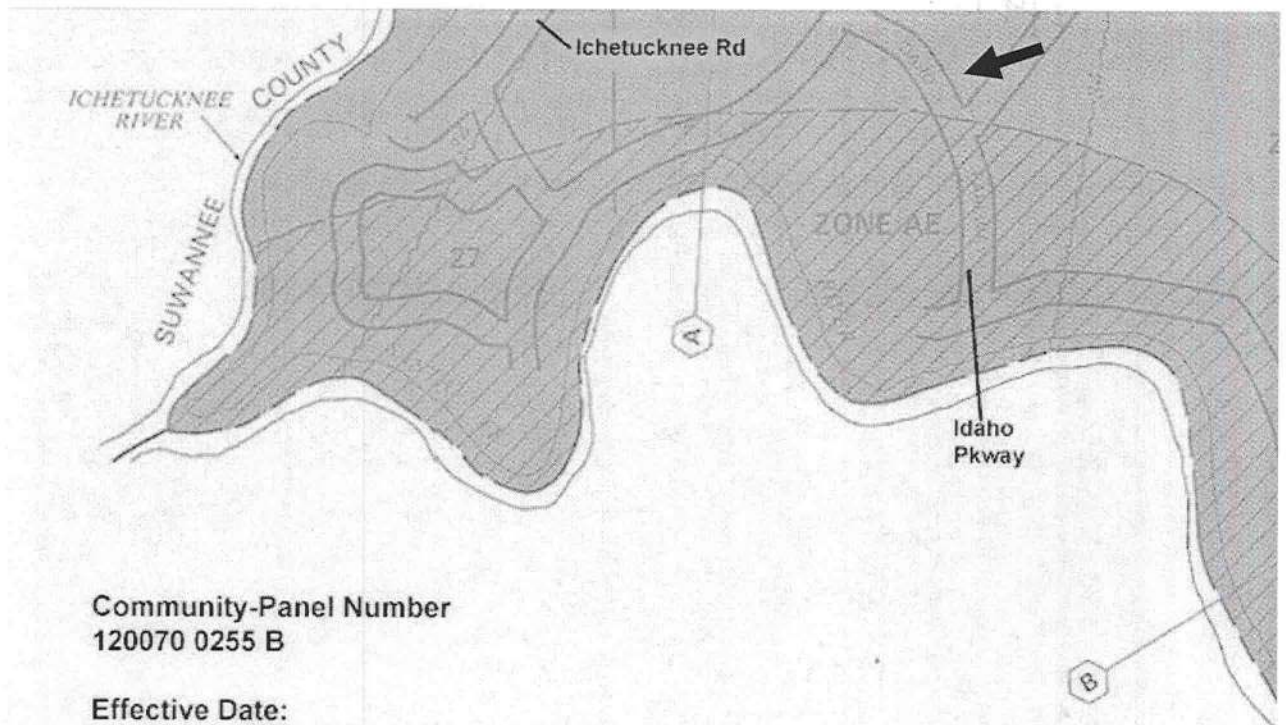 Ichetucknee Rd
COUNTY
ICHETUCKNEE
RIVER
SUWANNEE
ZONE AE
27
A
Idaho
Pkway
Community-Panel Number
120070 0255 B
B
Effective Date: